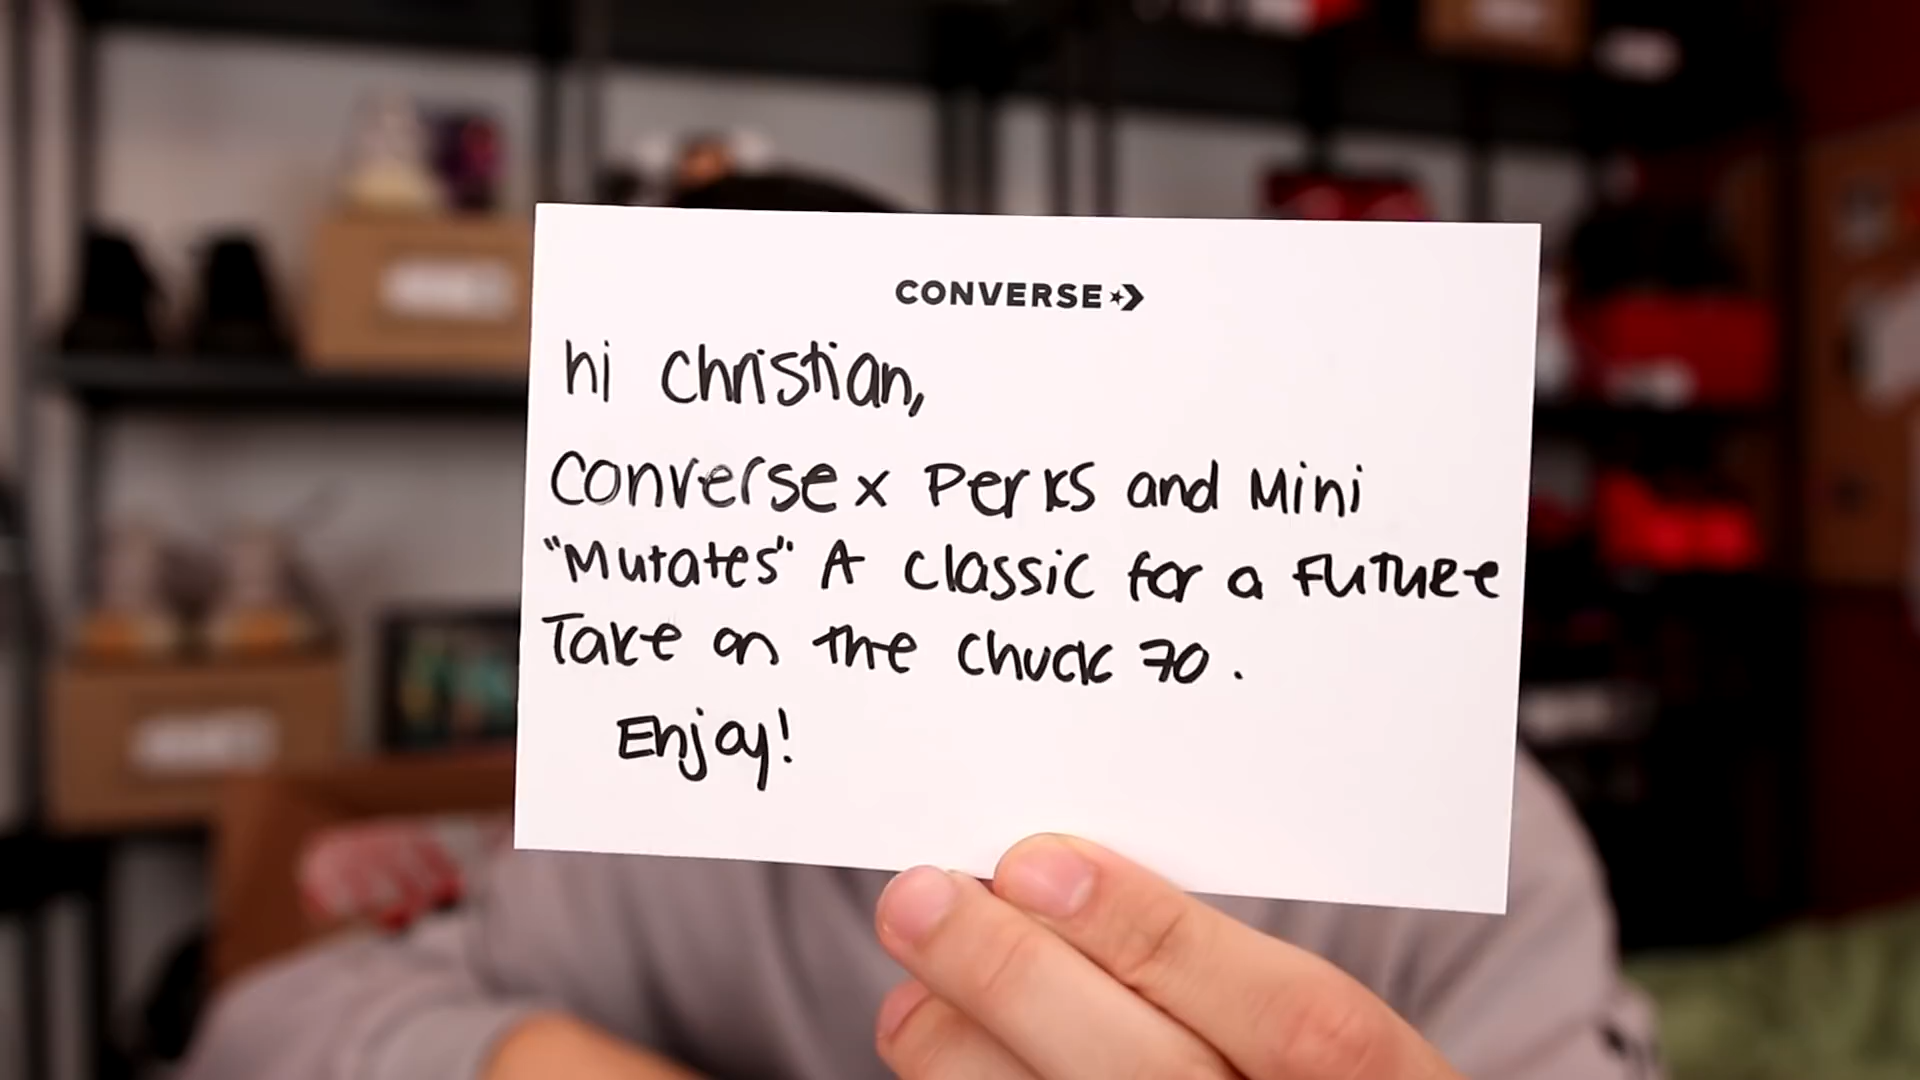 CONVERSE
hi Christian,
Converse x Perks and Mini
"Mutates" A classic for a Future
Take on the Chuck 70.
Enjoy!